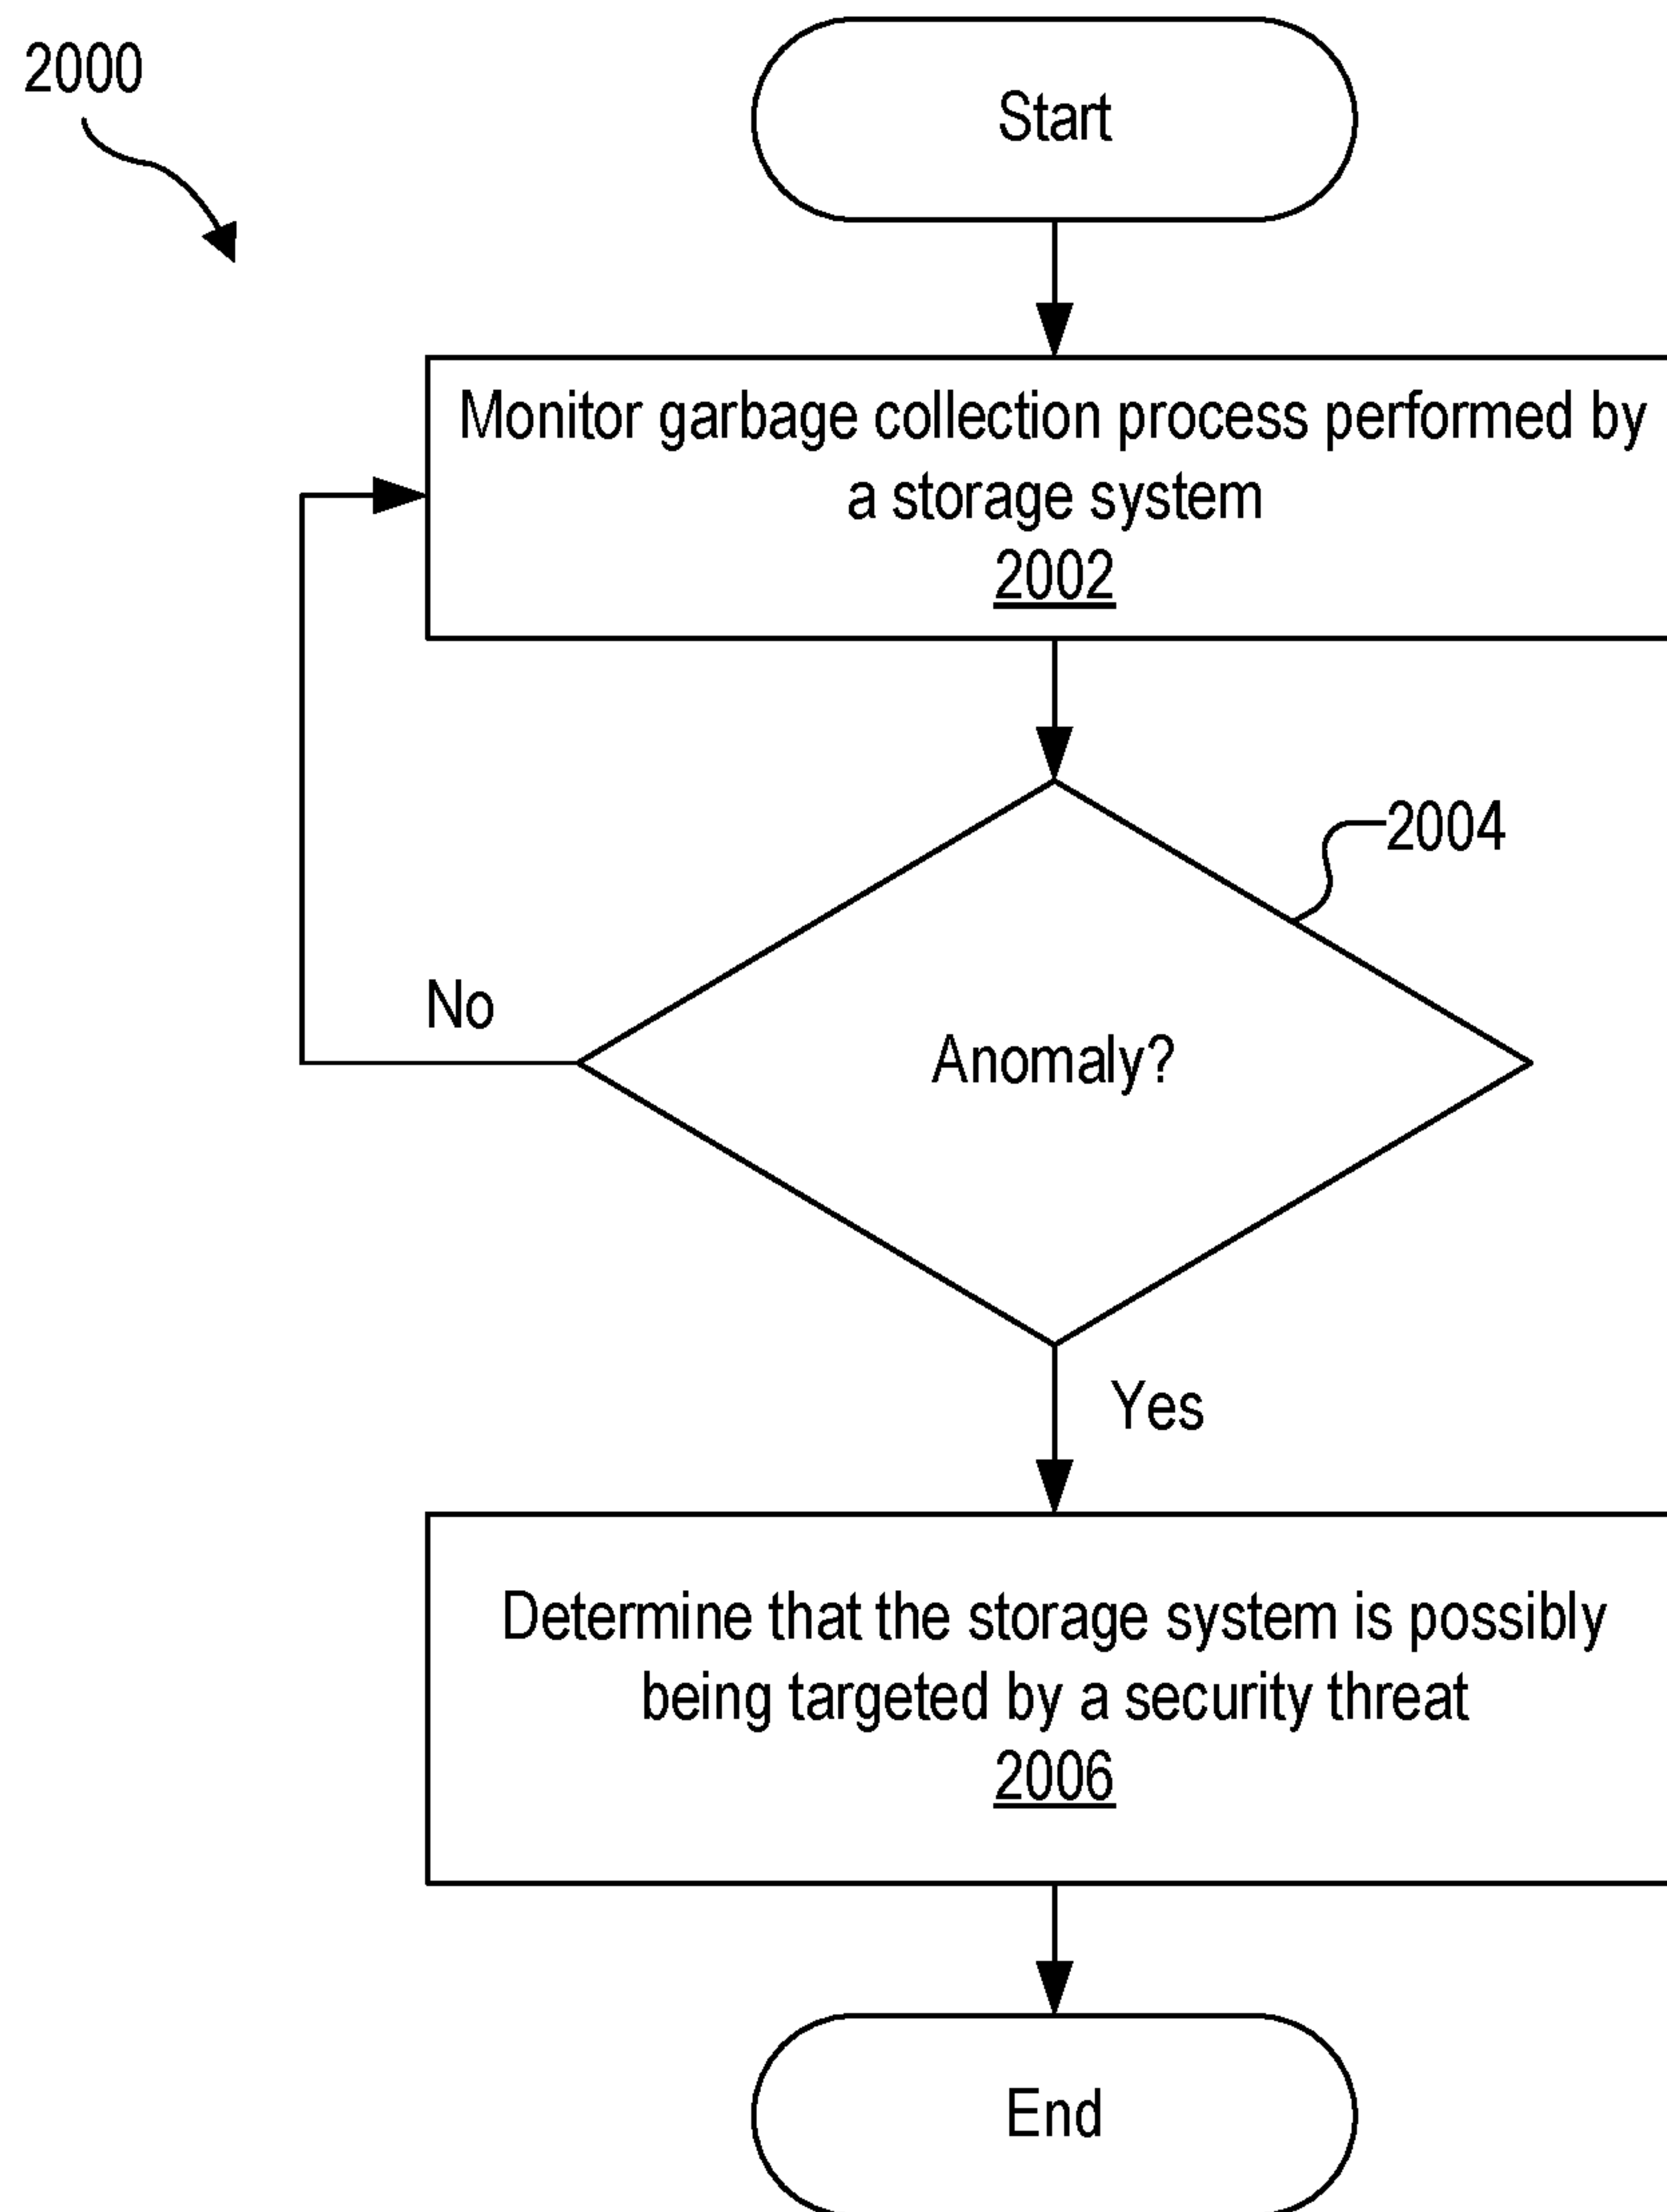 2000
Start
Monitor garbage collection process performed by
a storage system
2002
2004
No
Anomaly?
Yes
Determine that the storage system is possibly
being targeted by a security threat
2006
End